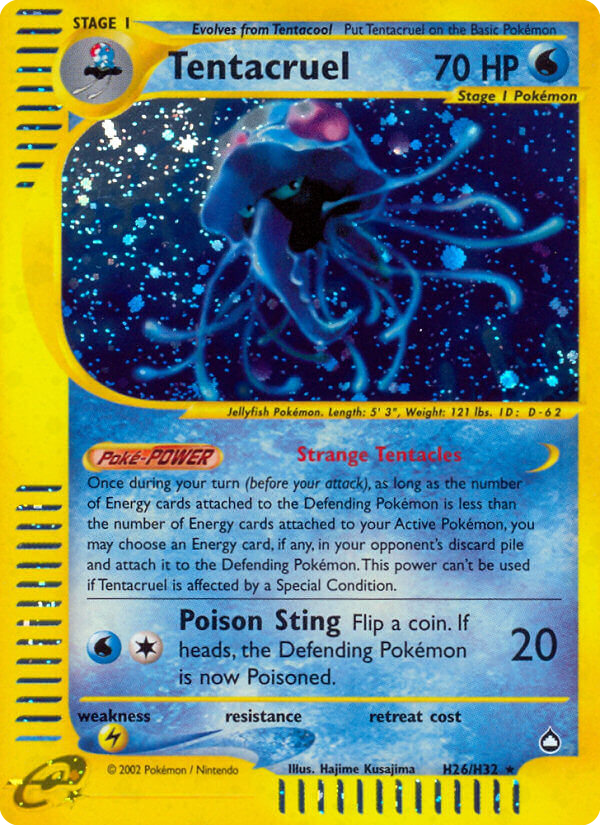 STAGE 1
Evolves from Tentacool Put Tentacruel on the Basic Pokémon
Tentacruel 70 HP
Stage 1 Pokémon
Jellyfish Pokémon. Length: 5' 3", Weight: 121 lbs. ID: D-62
Poké-POWER Strange Tentacles
Once during your turn (before your attack), as long as the number
of Energy cards attached to the Defending Pokémon is less than
the number of Energy cards attached to your Active Pokémon, you
may choose an Energy card, if any, in your opponent's discard pile
and attach it to the Defending Pokémon. This power can't be used
if Tentacruel is affected by a Special Condition.
Poison Sting Flip a coin. If
heads, the Defending Pokémon 20
is now Poisoned.
weakness resistance retreat cost
© 2002 Pokémon / Nintendo Illus. Hajime Kusajima H26/H32 ★
e